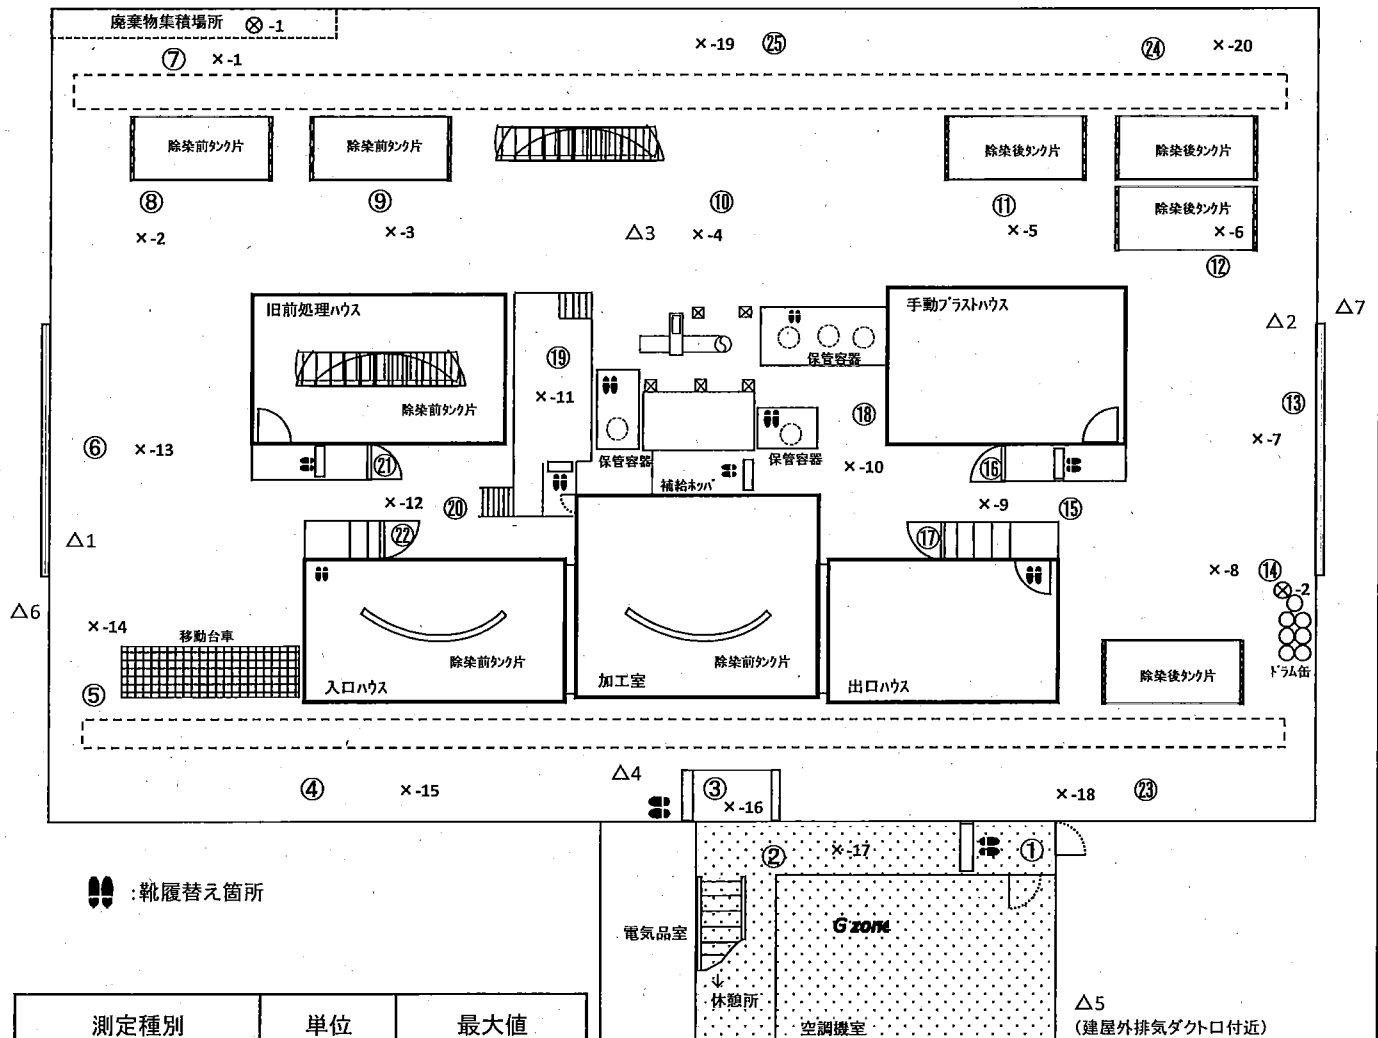 廃棄物集積場所 ⊗ -1
⑦ ×-1
×-19 ㉕
㉔ ×-20
除染前タンク片
除染前タンク片
除染後タンク片
除染後タンク片
除染後タンク片
⑧
⑨
⑩
⑪
×-2
×-3
△3
×-4
×-5
×-6
⑫
旧前処理ハウス
手動ブラストハウス
△2
△7
⑲
保管容器
⑬
除染前タンク片
×-11
⑱
×-7
⑥
×-13
㉑
保管容器
保管容器
×-10
⑯
補給ホッパ
×-12
⑳
×-9
⑮
△1
㉒
⑰
×-8
⑭
⊗-2
△6
×-14
移動台車
除染前タンク片
除染前タンク片
除染後タンク片
ドラム缶
⑤
入口ハウス
加工室
出口ハウス
④
×-15
△4
③
×-16
×-18
㉓
②
×-17
①
:靴履替え箇所
電気品室
G zone
↓
休憩所
空調機室
△5
(建屋外排気ダクト口付近)
測定種別 単位 最大値